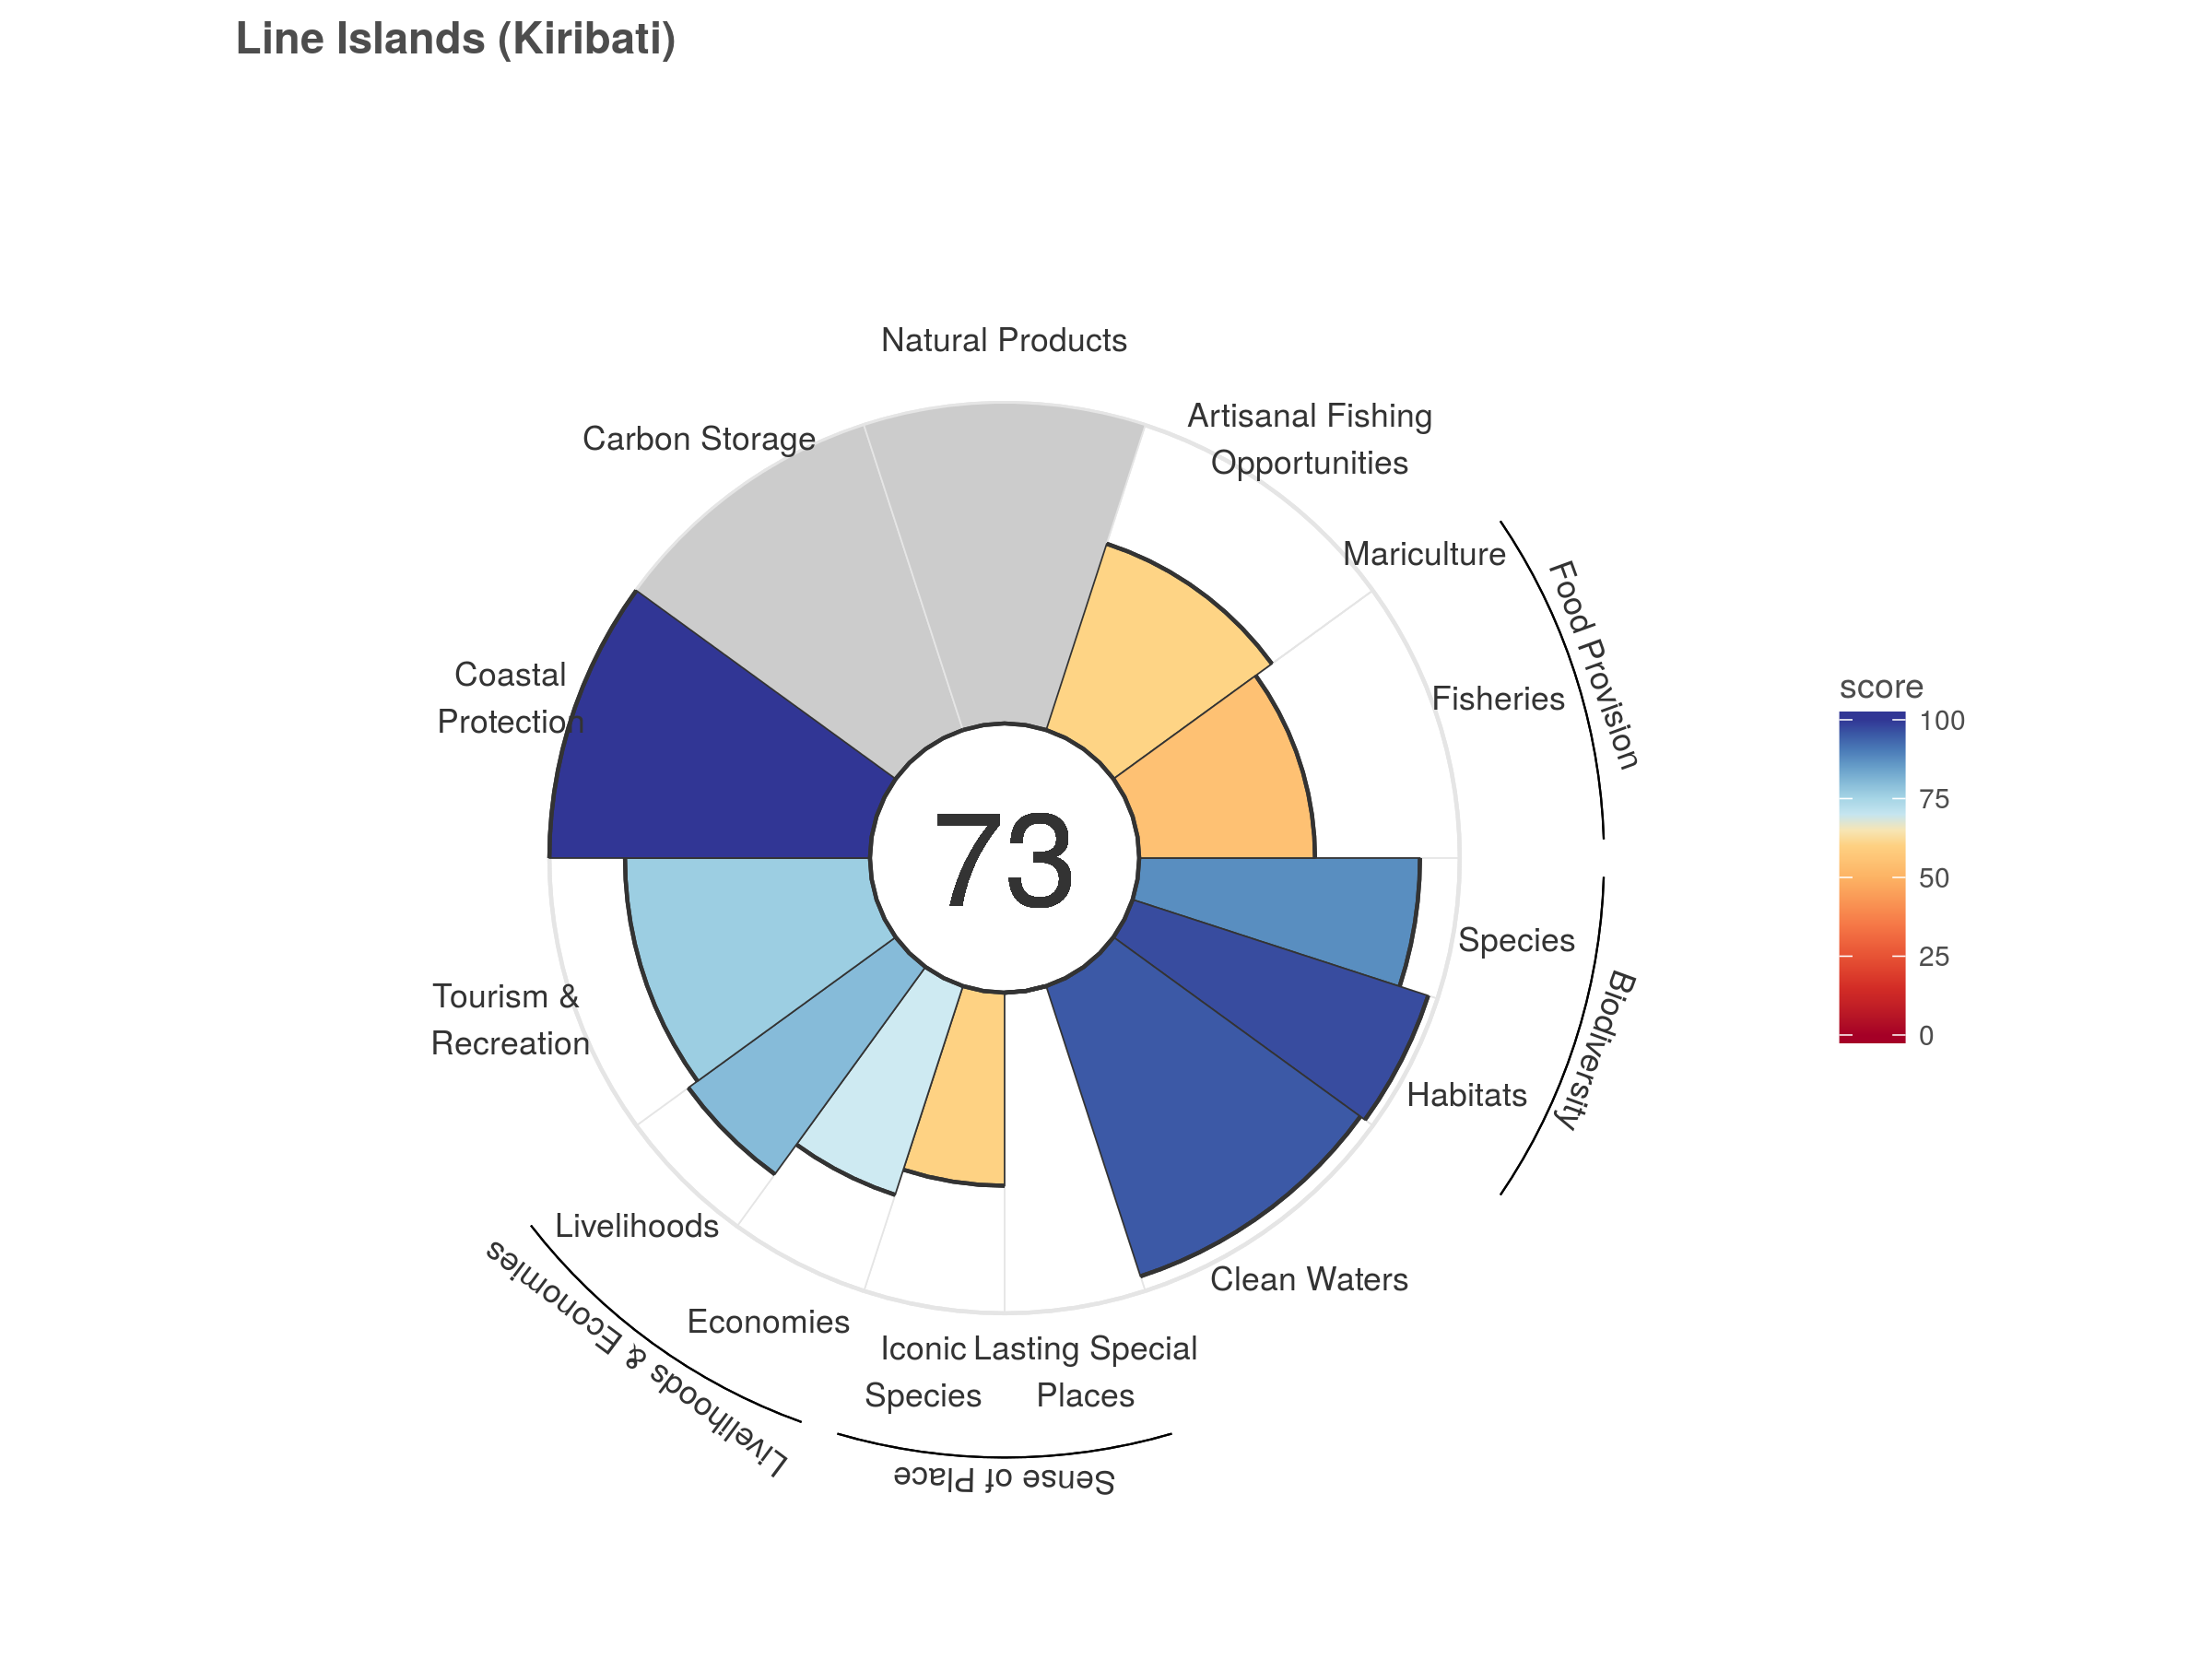 Line Islands (Kiribati)
Natural Products
Artisanal Fishing
Opportunities
Carbon Storage
Mariculture
Food Provision
Fisheries
Coastal
Protection
73
score
100
75
50
25
0
Species
Biodiversity
Habitats
Tourism &
Recreation
Livelihoods
Clean Waters
Economies
Livelihoods & Economies
Iconic
Species
Lasting Special
Places
Sense of Place